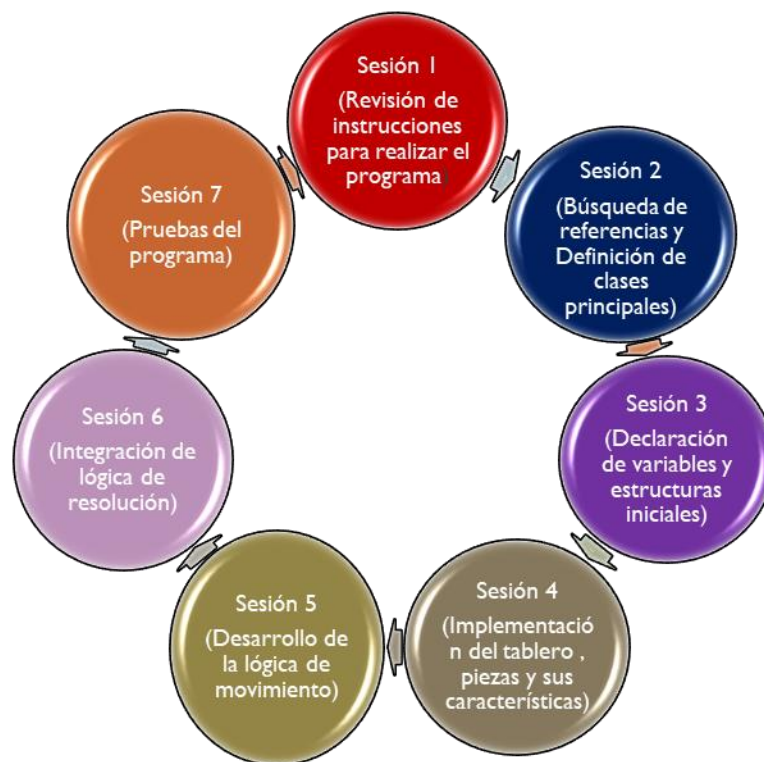 Sesión 1
(Revisión de
instrucciones
para realizar el
programa
Sesión 2
(Búsqueda de
referencias y
Definición de
clases
principales)
Sesión 3
(Declaración
de variables y
estructuras
iniciales)
Sesión 4
(Implementació
n del tablero ,
piezas y sus
características)
Sesión 5
(Desarrollo de
la lógica de
movimiento)
Sesión 6
(Integración de
lógica de
resolución)
Sesión 7
(Pruebas del
programa)